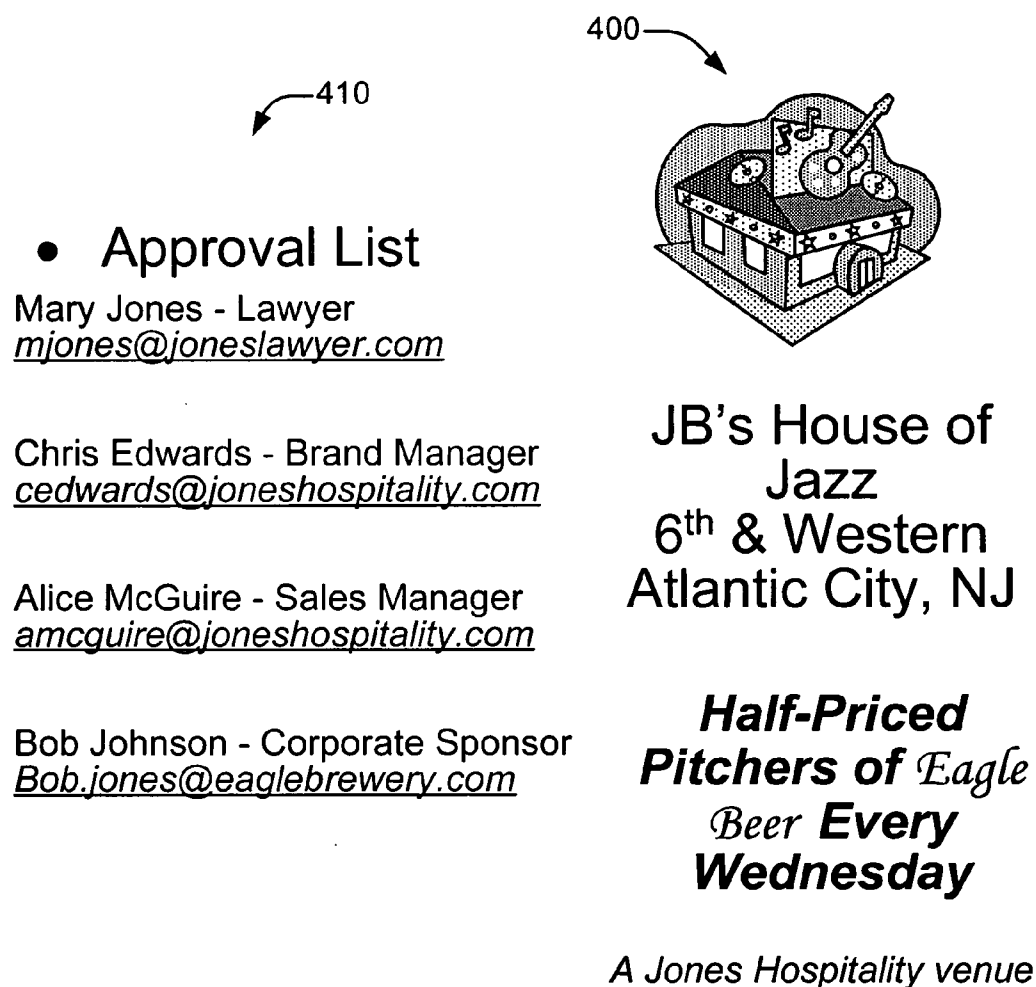 400
410
• Approval List
Mary Jones - Lawyer
mjones@joneslawyer.com
Chris Edwards - Brand Manager
cedwards@joneshospitality.com
Alice McGuire - Sales Manager
amcguire@joneshospitality.com
Bob Johnson - Corporate Sponsor
Bob.jones@eaglebrewery.com
JB's House of
Jazz
6th & Western
Atlantic City, NJ
Half-Priced
Pitchers of Eagle
Beer Every
Wednesday
A Jones Hospitality venue